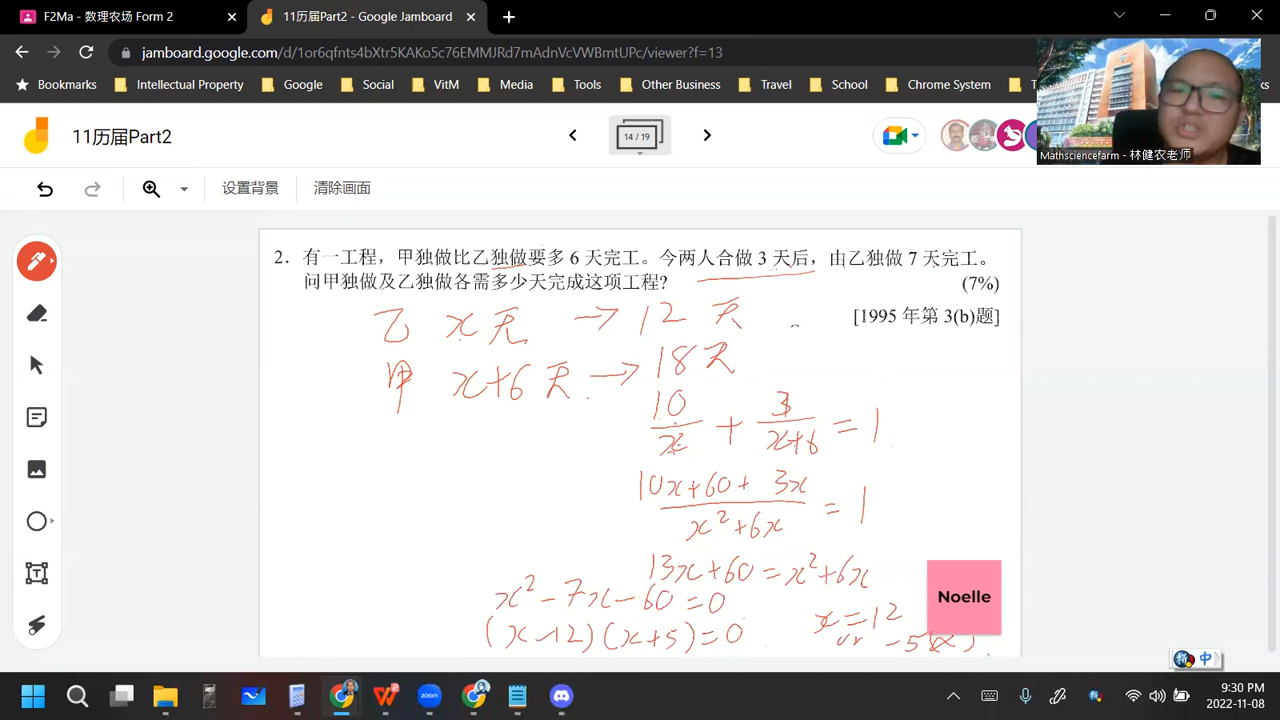 F2Ma - 数理农场 Form 2
11历届Part2 - Google Jamboard
jamboard.google.com/d/1or6qfnts4bXtr5KAKo5r76EMMJRd7mydnVcVWBmtUPc/viewer?f=13
Bookmarks
Intellectual Property
Google
VitM
Media
Tools
Other Business
Travel
School
Chrome System
Mathsciencefarm - 林健农老师
11历届Part2
14 / 19
设置背景
清除画面
2. 有一工程，甲独做比乙独做要多 6 天完工。今两人合做 3 天后，由乙独做 7 天完工。
问甲独做及乙独做各需多少天完成这项工程?
(7%)
[1995 年第 3(b)题]
乙 x天 → 12 天
甲 x+6天 → 18天
10/x + 3/(x+6) = 1
(10x+60+3x)/(x²+6x) = 1
13x+60=x²+6x
x²-7x-60=0
(x-12)(x+5)=0
x=12
or -5(x)
Noelle
中
zoom
9:30 PM
2022-11-08